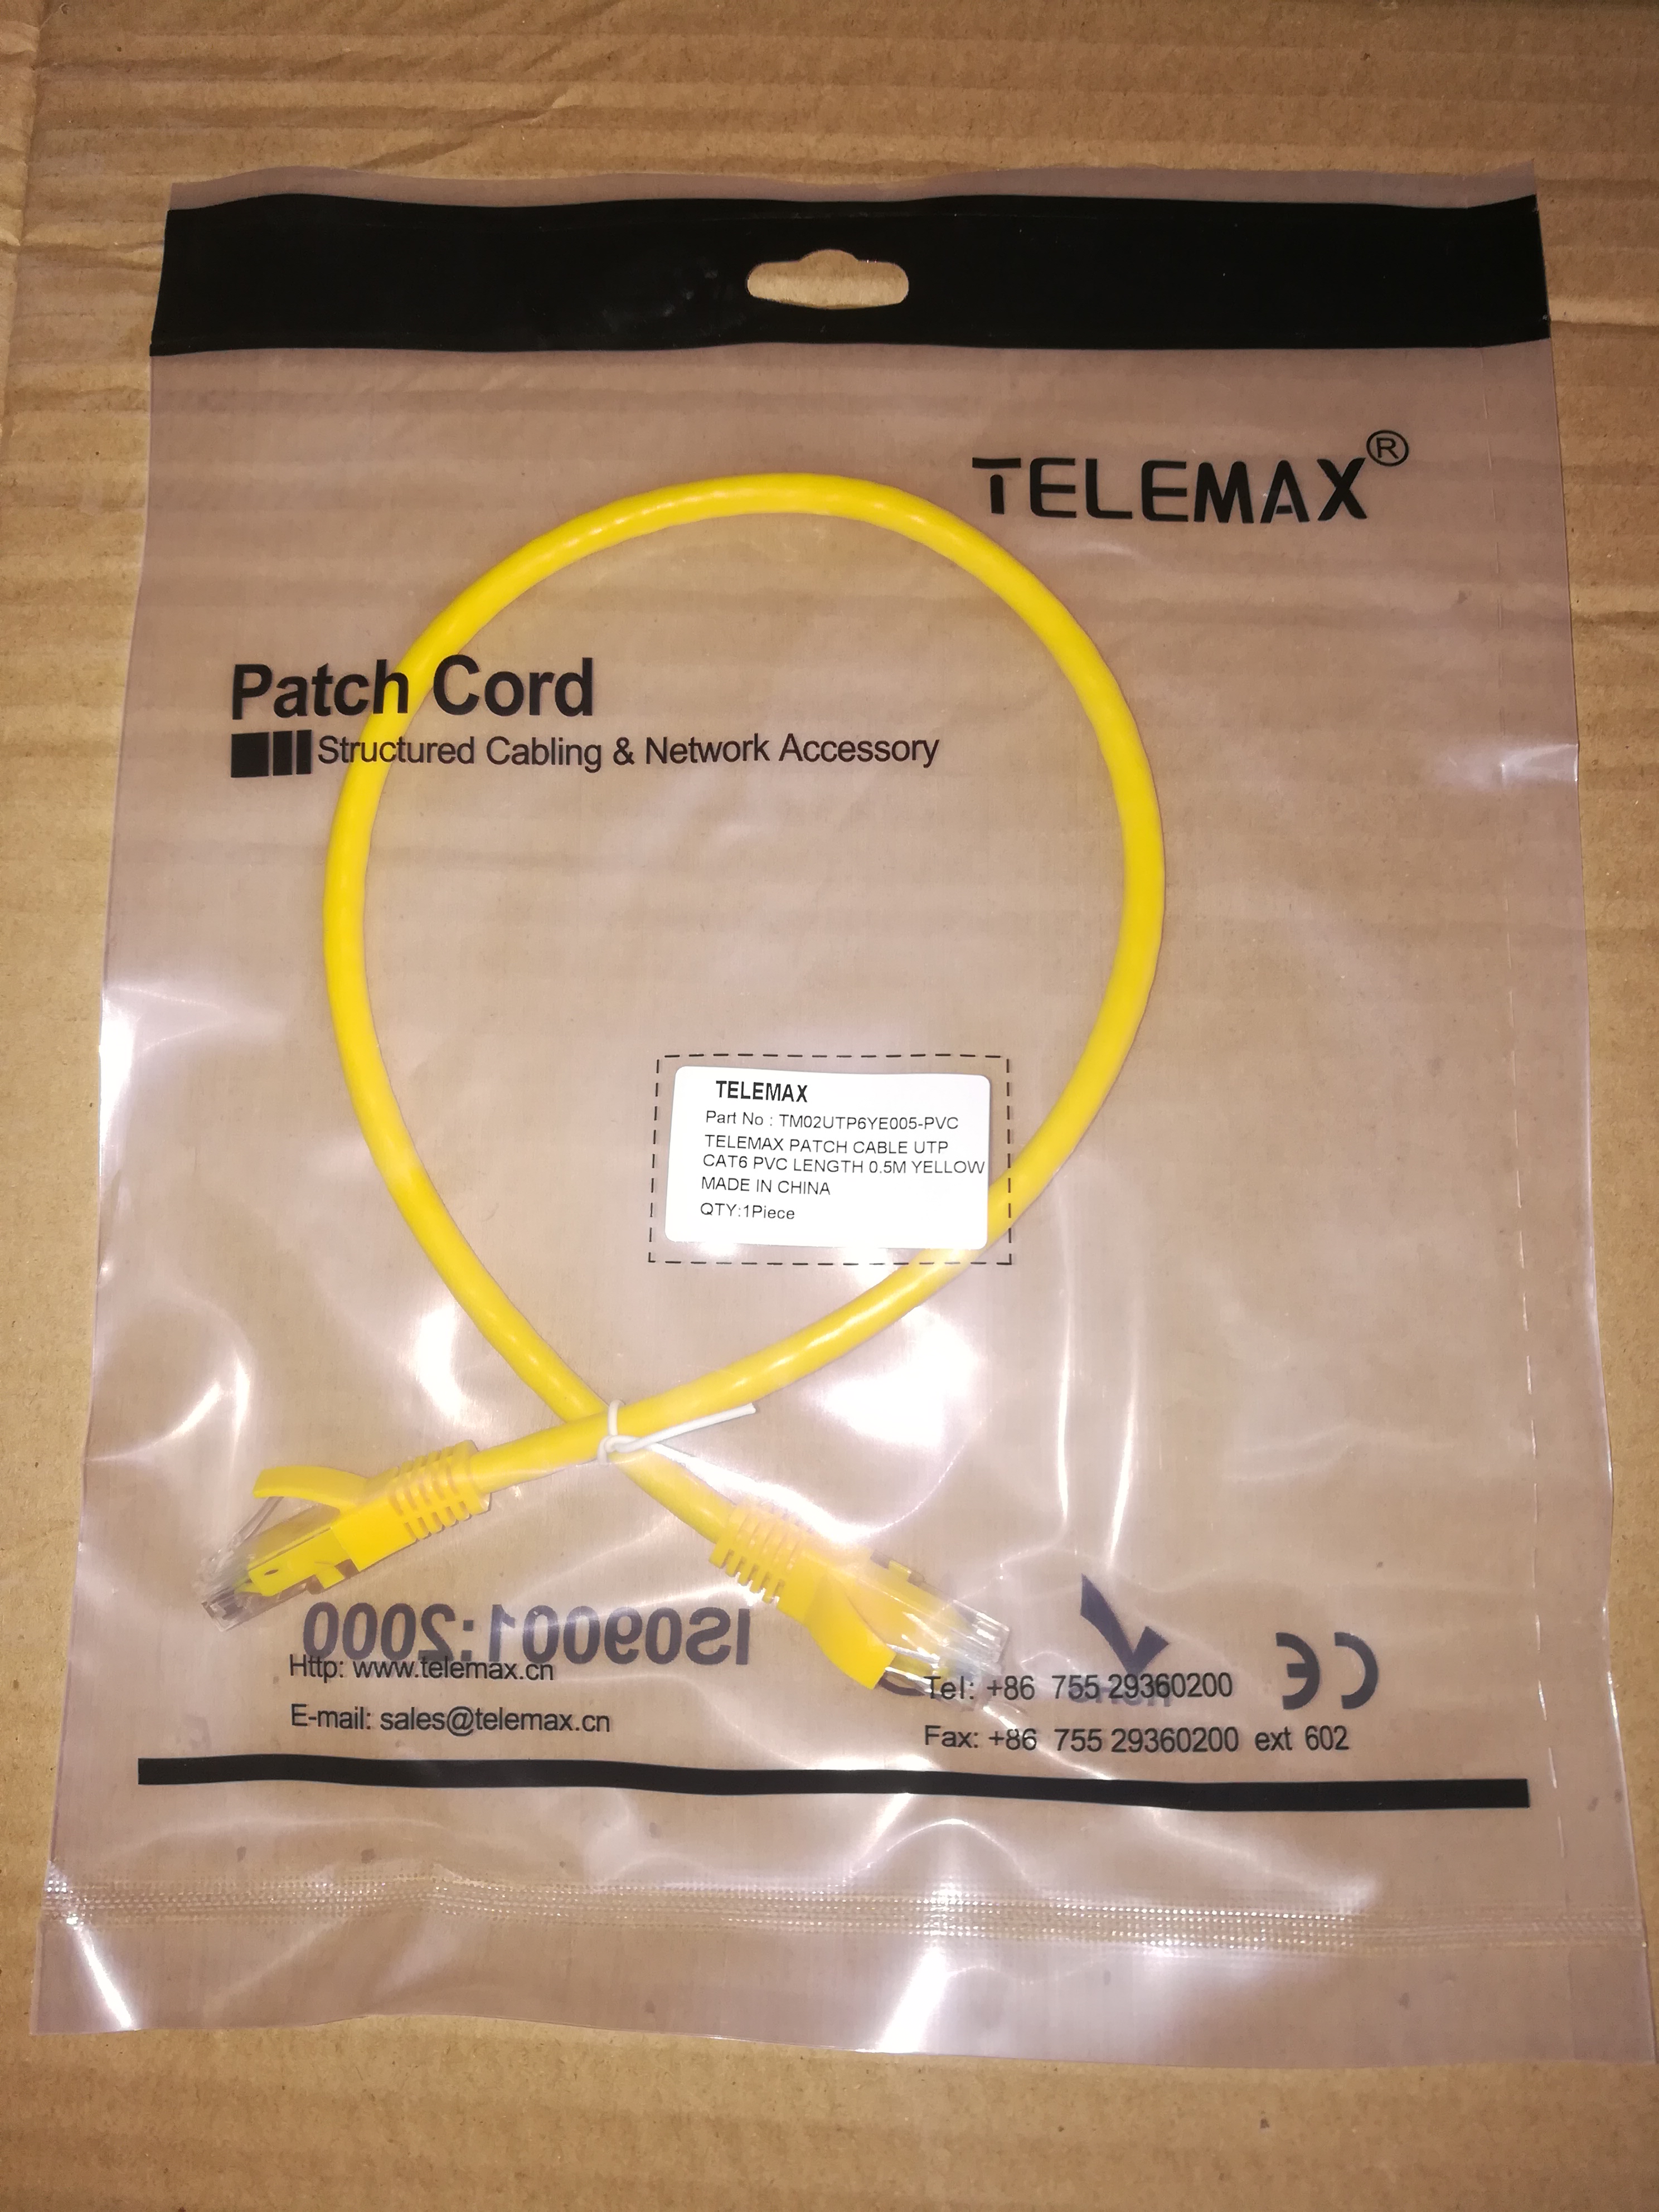 TELEMAX®
Patch Cord
Structured Cabling & Network Accessory
TELEMAX
Part No : TM02UTP6YE005-PVC
TELEMAX PATCH CABLE UTP
CAT6 PVC LENGTH 0.5M YELLOW
MADE IN CHINA
QTY:1Piece
ISO9001:2000
CE
Http: www.telemax.cn
Tel: +86 755 29360200
E-mail: sales@telemax.cn
Fax: +86 755 29360200 ext 602